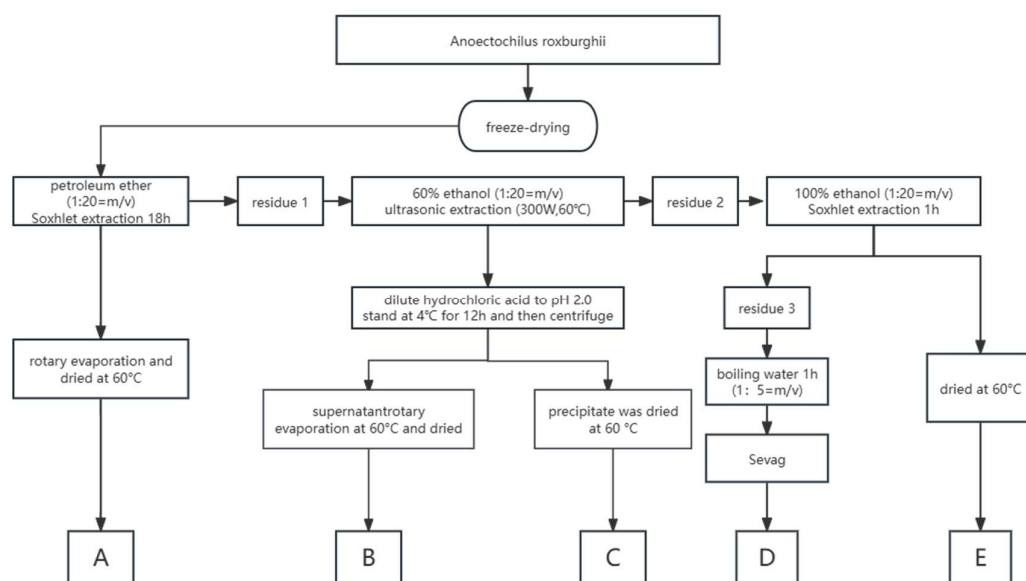 Anoectochilus roxburghii
freeze-drying
petroleum ether
(1:20=m/v)
Soxhlet extraction 18h
residue 1
60% ethanol (1:20=m/v)
ultrasonic extraction (300W,60℃)
residue 2
100% ethanol (1:20=m/v)
Soxhlet extraction 1h
dilute hydrochloric acid to pH 2.0
stand at 4℃ for 12h and then centrifuge
residue 3
rotary evaporation and
dried at 60°C
boiling water 1h
(1: 5=m/v)
dried at 60℃
supernatantrotary
evaporation at 60°C and dried
precipitate was dried
at 60 °C
Sevag
A
B
C
D
E